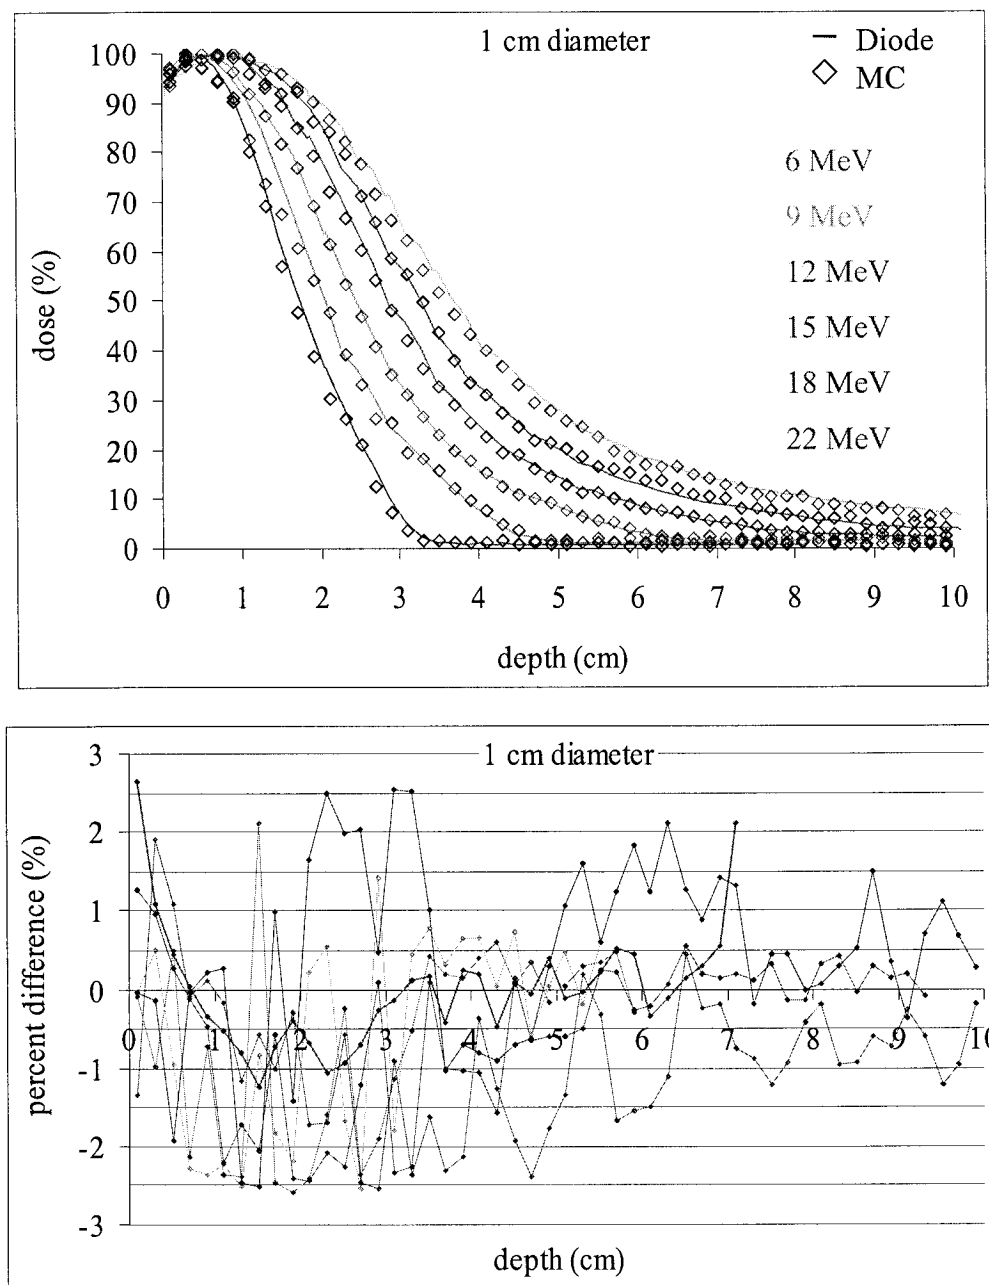 1 cm diameter
Diode
MC
6 MeV
9 MeV
12 MeV
15 MeV
18 MeV
22 MeV
100
90
80
70
60
50
40
30
20
10
0
dose (%)
0 1 2 3 4 5 6 7 8 9 10
depth (cm)
1 cm diameter
3
2
1
0
-1
-2
-3
percent difference (%)
0 1 2 3 4 5 6 7 8 9 10
depth (cm)